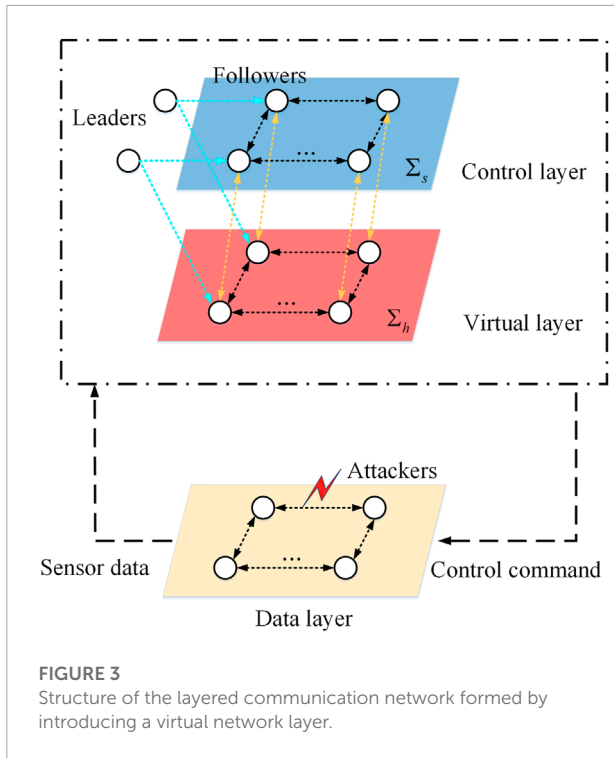 Followers
Leaders
...
Σs
Control layer
...
Σh
Virtual layer
Attackers
...
Sensor data
Control command
Data layer
FIGURE 3
Structure of the layered communication network formed by
introducing a virtual network layer.